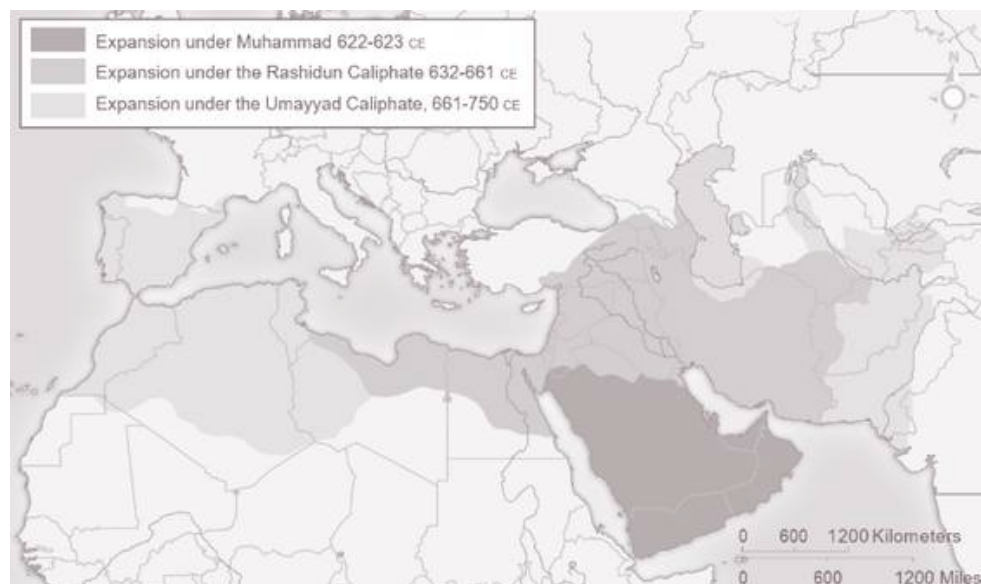 Expansion under Muhammad 622-623 CE
Expansion under the Rashidun Caliphate 632-661 CE
Expansion under the Umayyad Caliphate, 661-750 CE
N
0 600 1200 Kilometers
CE
0 600 1200 Miles